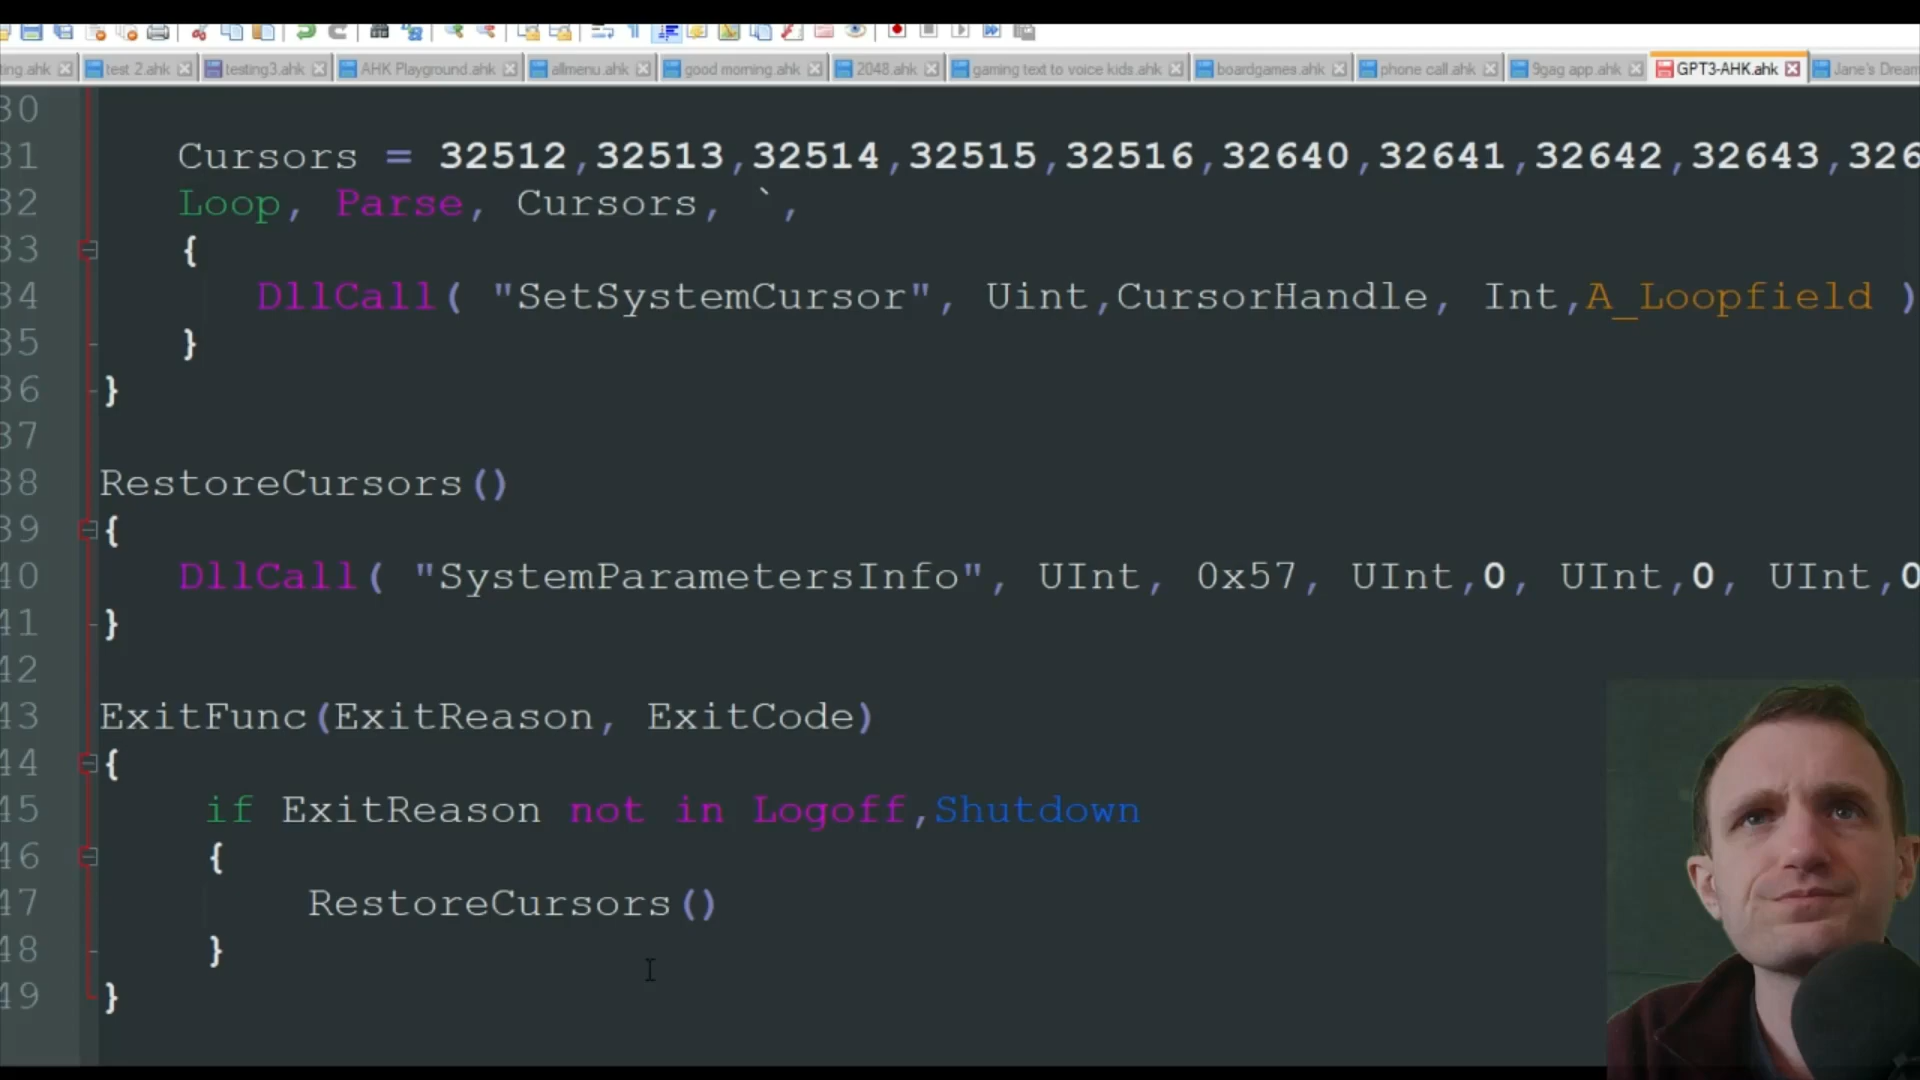 ting.ahk test 2.ahk testing3.ahk AHK Playground.ahk allmenu.ahk good morning.ahk 2048.ahk gaming text to voice kids.ahk boardgames.ahk phone call.ahk 9gag app.ahk GPT3-AHK.ahk Jane's Dream
30
31 Cursors = 32512,32513,32514,32515,32516,32640,32641,32642,32643,326
32 Loop, Parse, Cursors, `,
33 {
34 DllCall( "SetSystemCursor", Uint,CursorHandle, Int,A_Loopfield )
35 }
36 }
37
38 RestoreCursors()
39 {
40 DllCall( "SystemParametersInfo", UInt, 0x57, UInt,0, UInt,0, UInt,0
41 }
42
43 ExitFunc(ExitReason, ExitCode)
44 {
45 if ExitReason not in Logoff,Shutdown
46 {
47 RestoreCursors()
48 }
49 }